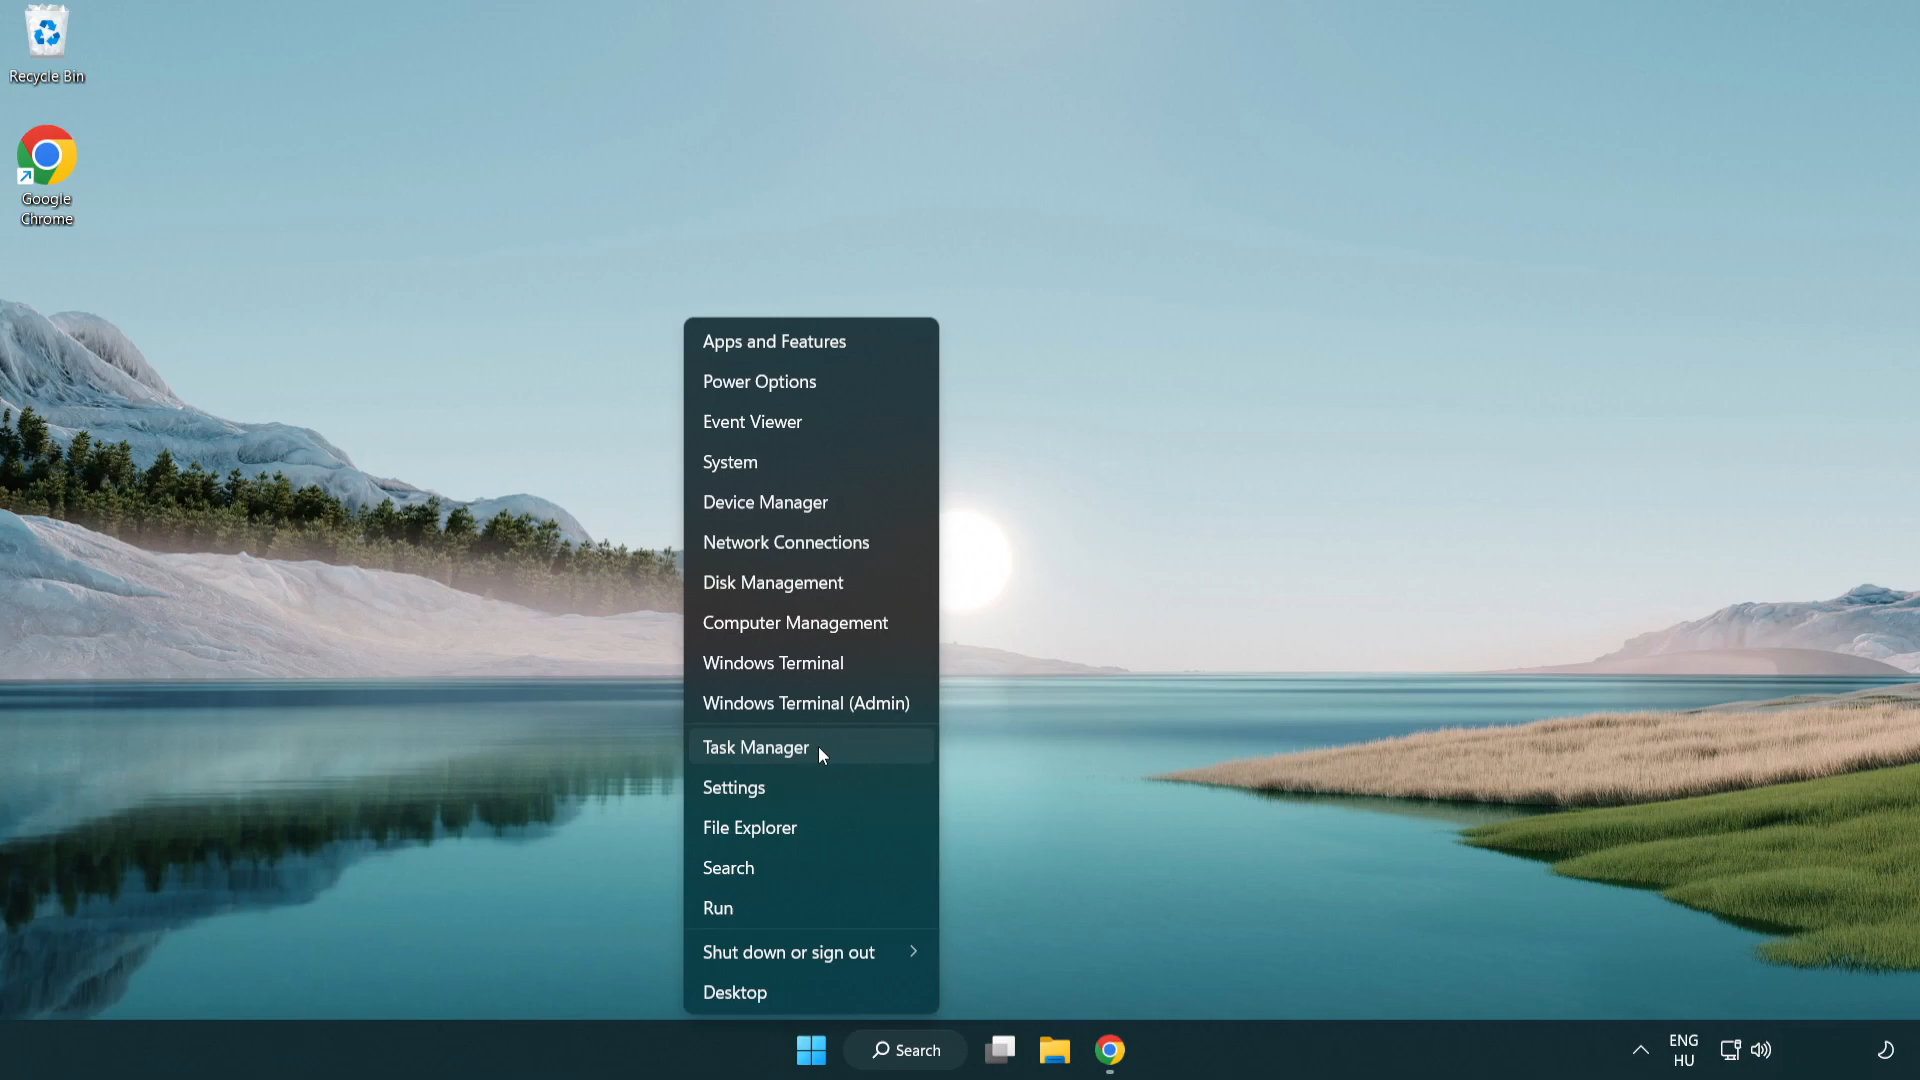 Recycle Bin
Google
Chrome
Apps and Features
Power Options
Event Viewer
System
Device Manager
Network Connections
Disk Management
Computer Management
Windows Terminal
Windows Terminal (Admin)
Task Manager
Settings
File Explorer
Search
Run
Shut down or sign out
Desktop
Search
ENG
HU